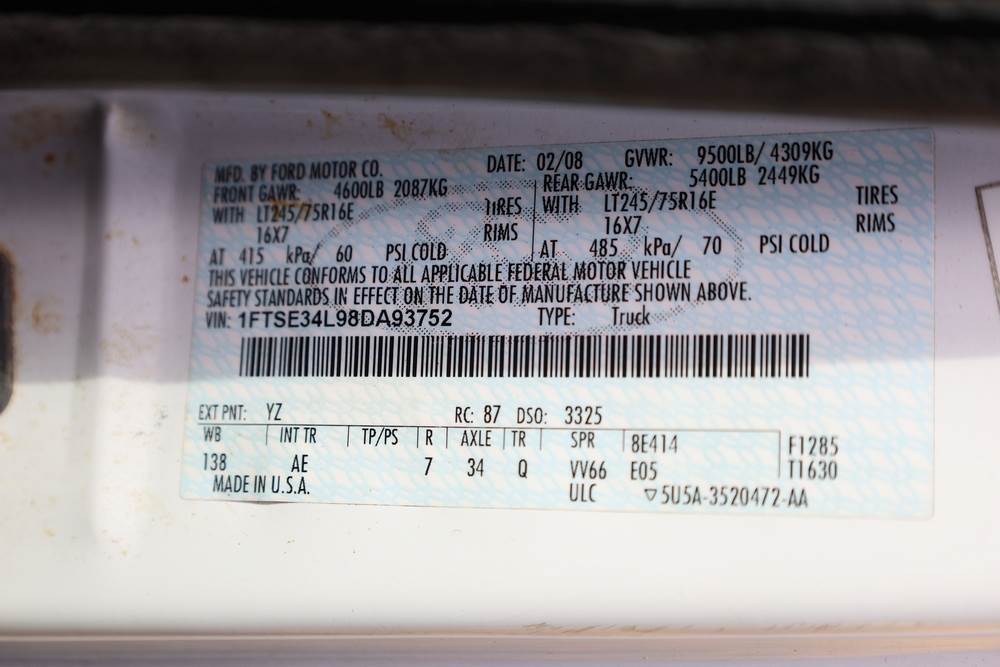 MFD. BY FORD MOTOR CO. DATE: 02/08 GVWR: 9500LB/ 4309KG
FRONT GAWR: 4600LB 2087KG REAR GAWR: 5400LB 2449KG
WITH LT245/75R16E TIRES WITH LT245/75R16E TIRES
16X7 RIMS 16X7 RIMS
AT 415 kPa/ 60 PSI COLD AT 485 kPa/ 70 PSI COLD
THIS VEHICLE CONFORMS TO ALL APPLICABLE FEDERAL MOTOR VEHICLE
SAFETY STANDARDS IN EFFECT ON THE DATE OF MANUFACTURE SHOWN ABOVE.
VIN: 1FTSE34L98DA93752 TYPE: Truck
EXT PNT: YZ RC: 87 DSO: 3325
WB INT TR TP/PS R AXLE TR SPR 8E414 F1285
138 AE 7 34 Q VV66 E05 T1630
MADE IN U.S.A. ULC ▽5U5A-3520472-AA